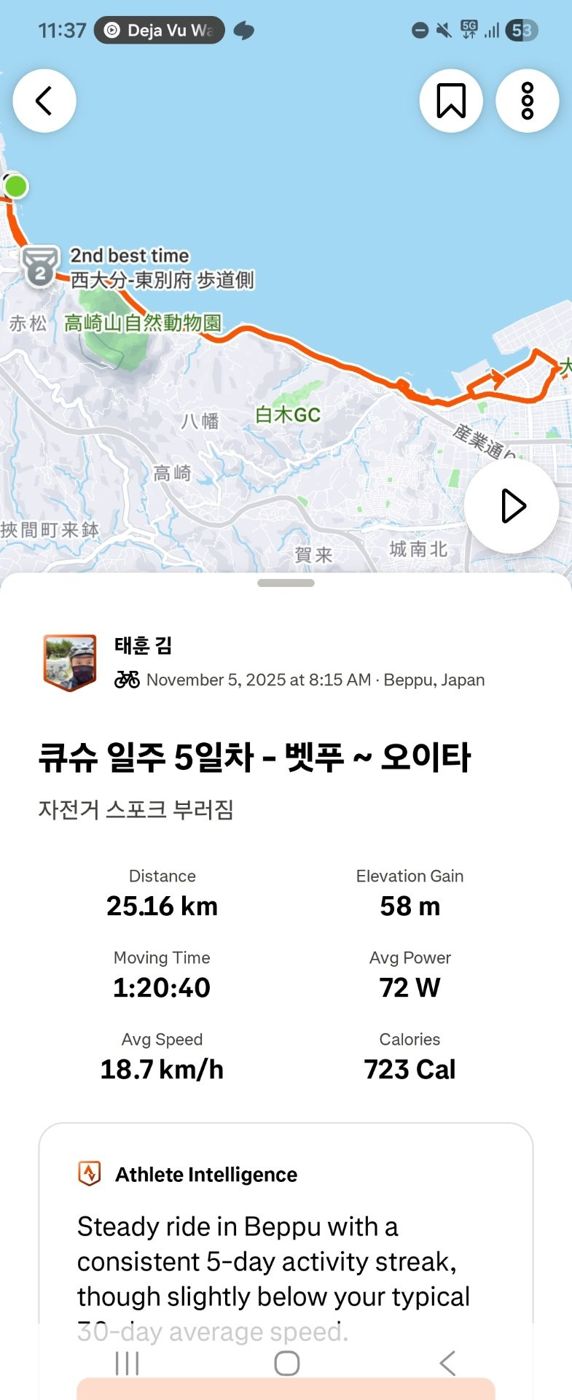 11:37 Deja Vu Wa 5G 53
2nd best time
2 西大分-東別府 歩道側
赤松 高崎山自然動物園
大
八幡 白木GC
産業通り
高崎
挾間町来鉢
賀来 城南北
태훈 김
November 5, 2025 at 8:15 AM · Beppu, Japan
큐슈 일주 5일차 - 벳푸 ~ 오이타
자전거 스포크 부러짐
Distance Elevation Gain
25.16 km 58 m
Moving Time Avg Power
1:20:40 72 W
Avg Speed Calories
18.7 km/h 723 Cal
Athlete Intelligence
Steady ride in Beppu with a
consistent 5-day activity streak,
though slightly below your typical
30-day average speed.